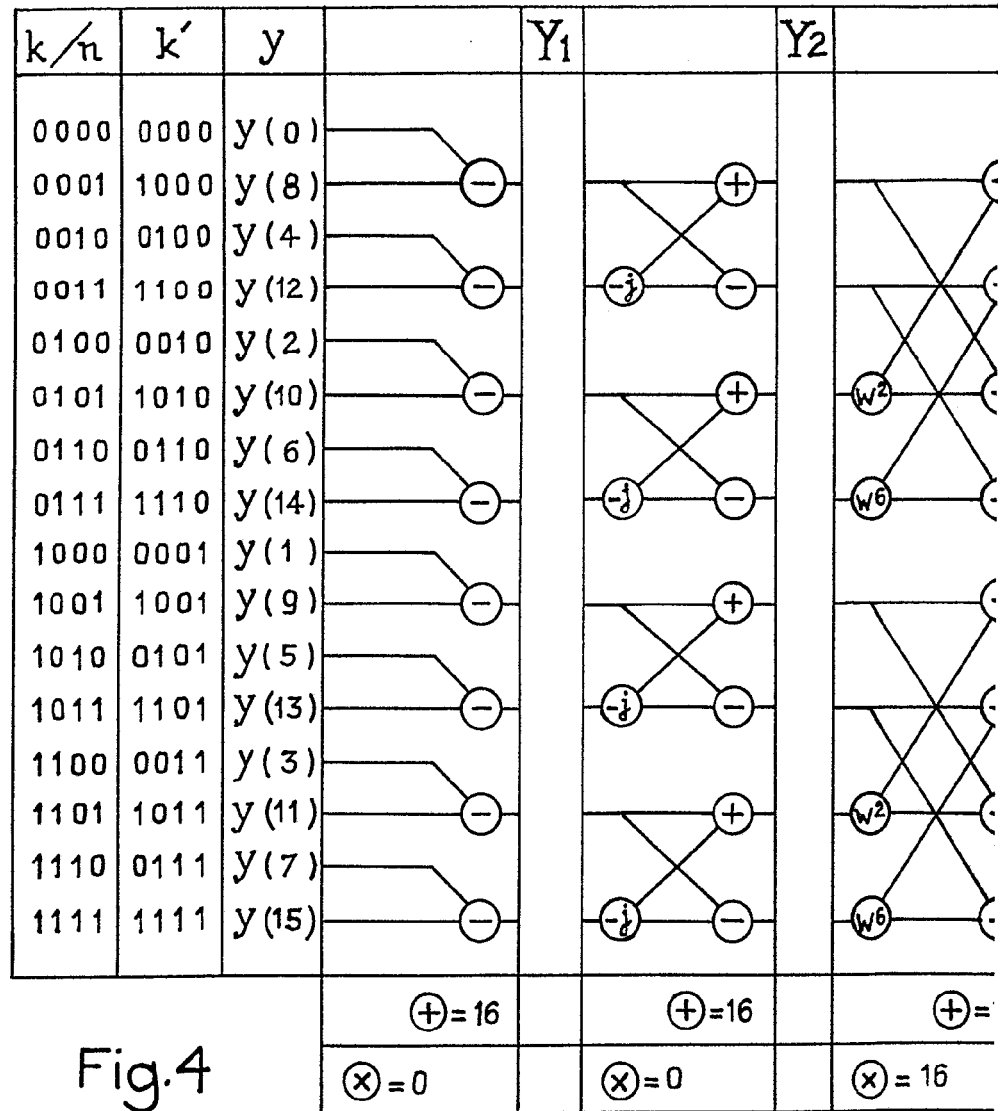 k/n k′ y Y1 Y2
0000 0000 y(0)
0001 1000 y(8) − +
0010 0100 y(4)
0011 1100 y(12) − -j −
0100 0010 y(2)
0101 1010 y(10) − + w²
0110 0110 y(6)
0111 1110 y(14) − -j − w⁶
1000 0001 y(1)
1001 1001 y(9) − +
1010 0101 y(5)
1011 1101 y(13) − -j −
1100 0011 y(3)
1101 1011 y(11) − + w²
1110 0111 y(7)
1111 1111 y(15) − -j − w⁶
⊕=16 ⊕=16 ⊕=
Fig.4 ⊗=0 ⊗=0 ⊗=16